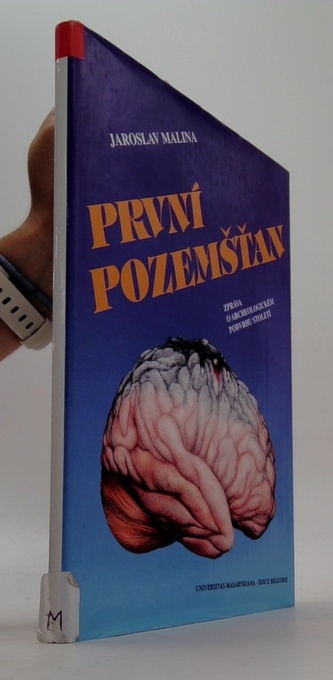 JAROSLAV MALINA
PRVNÍ
POZEMŠŤAN
ZPRÁVA
O ARCHEOLOGICKÉM
PODVRHU STOLETÍ
UNIVERSITAS MASARYKIANA - EDICE BELETRIE
M